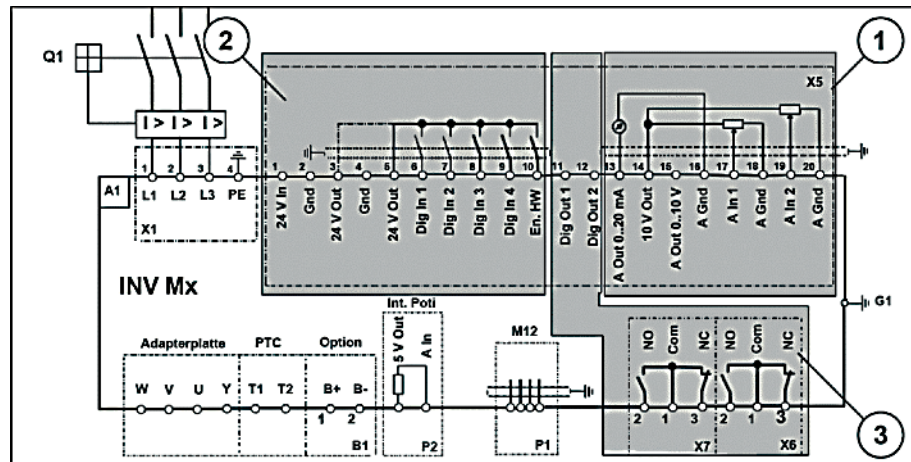 Q1
2
1
X5
I > I > I >
1 2 3 4
A1
L1 L2 L3 PE
X1
1 2 3 4 5 6 7 8 9 10 11 12 13 14 15 16 17 18 19 20
24 V In
Gnd
24 V Out
Gnd
24 V Out
Dig In 1
Dig In 2
Dig In 3
Dig In 4
En. HW
Dig Out 1
Dig Out 2
A Out 0...20 mA
10 V Out
A Out 0...10 V
A Gnd
A In 1
A Gnd
A In 2
A Gnd
INV Mx
G1
Int. Poti
5 V Out
A In
P2
M12
P1
Adapterplatte PTC Option
W V U Y T1 T2 B+ B-
1 2
B1
NO Com NC NO Com NC
2 1 3 2 1 3
X7 X6
3